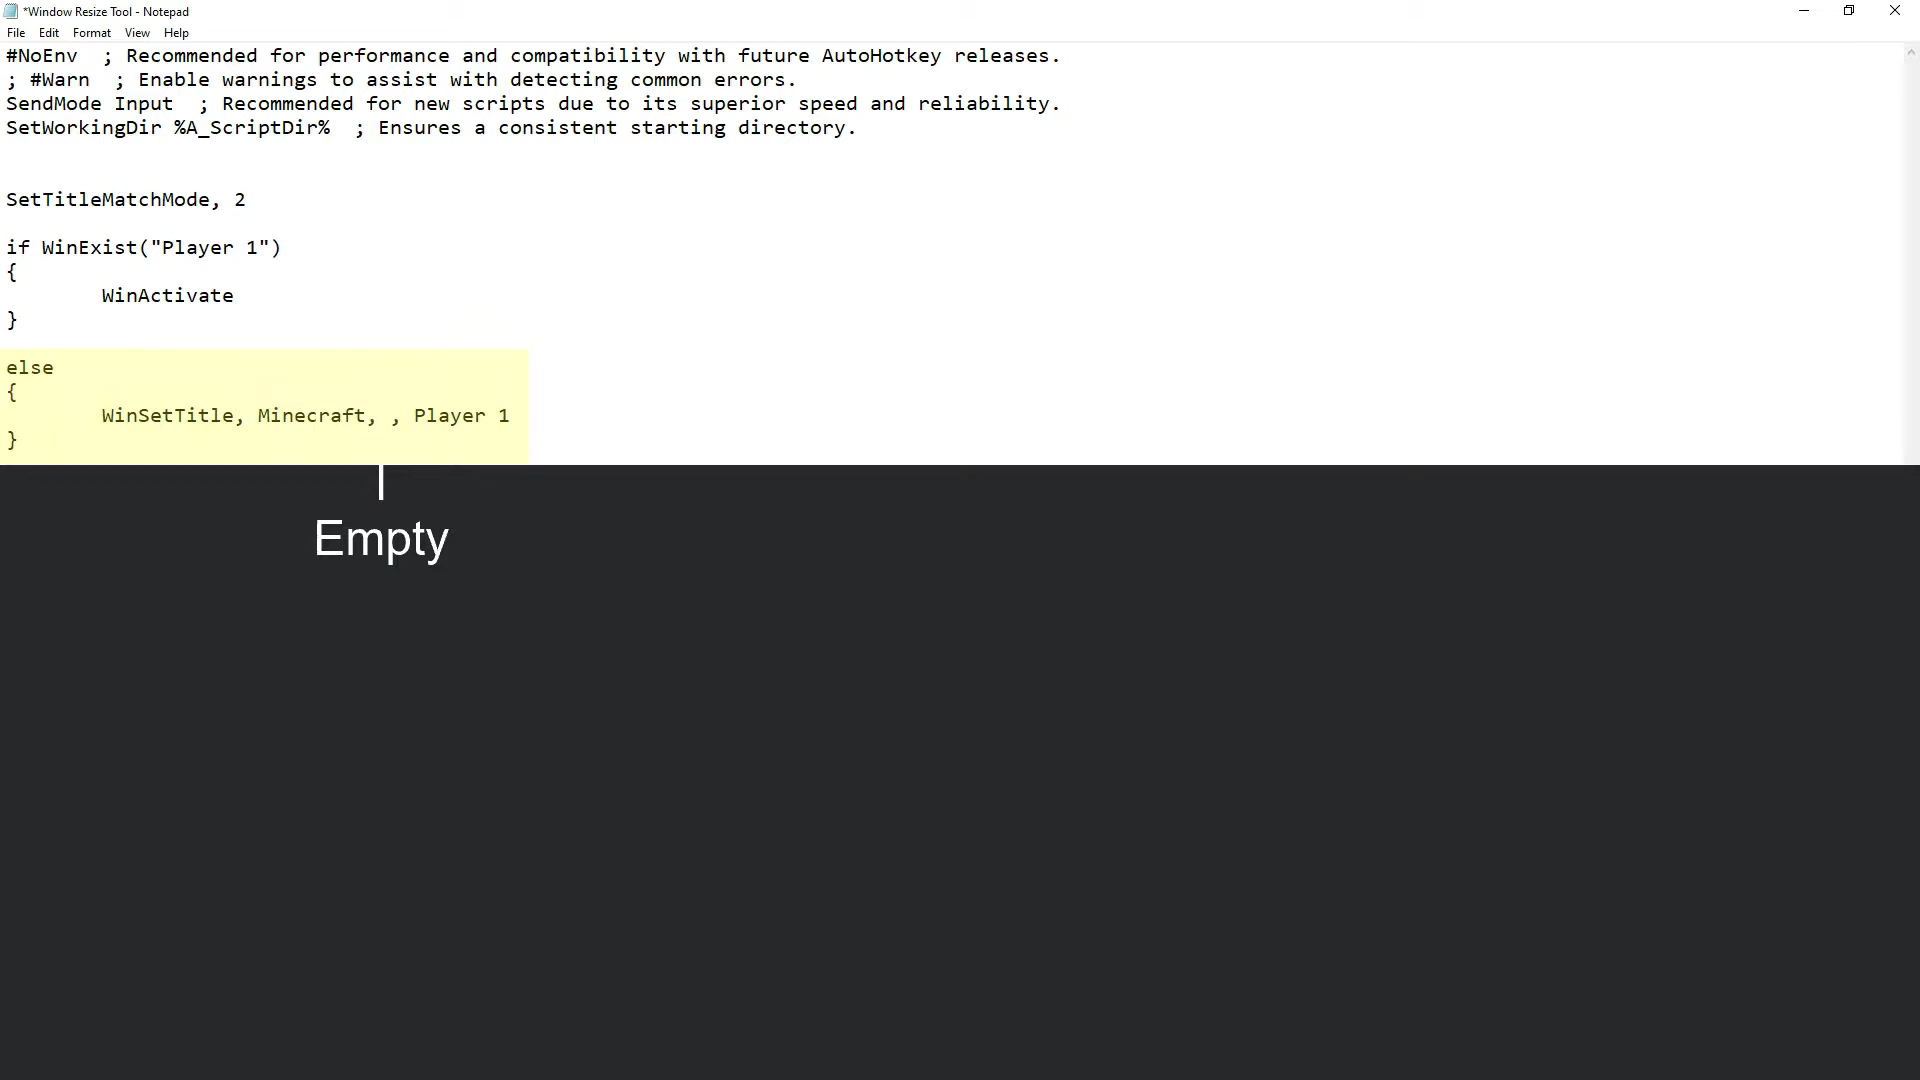 *Window Resize Tool - Notepad
File Edit Format View Help
#NoEnv  ; Recommended for performance and compatibility with future AutoHotkey releases.
; #Warn  ; Enable warnings to assist with detecting common errors.
SendMode Input  ; Recommended for new scripts due to its superior speed and reliability.
SetWorkingDir %A_ScriptDir%  ; Ensures a consistent starting directory.
SetTitleMatchMode, 2
if WinExist("Player 1")
{
WinActivate
}
else
{
WinSetTitle, Minecraft, , Player 1
}
Empty